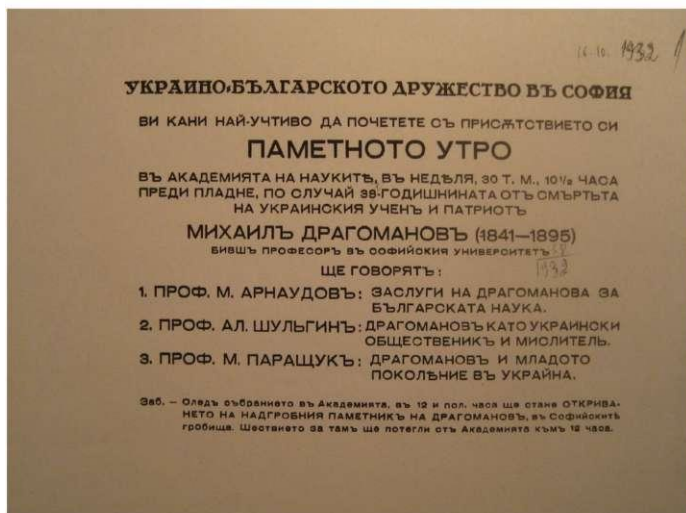 16-10. 1932
УКРАИНО-БЪЛГАРСКОТО ДРУЖЕСТВО ВЪ СОФИЯ
ВИ КАНИ НАЙ-УЧТИВО ДА ПОЧЕТЕТЕ СЪ ПРИСѪТСТВИЕТО СИ
ПАМЕТНОТО УТРО
ВЪ АКАДЕМИЯТА НА НАУКИТѢ, ВЪ НЕДѢЛЯ, 30 Т. М., 10½ ЧАСА
ПРЕДИ ПЛАДНЕ, ПО СЛУЧАЙ 38-ГОДИШНИНАТА ОТЪ СМЪРТЬТА
НА УКРАИНСКИЯ УЧЕНЪ И ПАТРИОТЪ
МИХАИЛЪ ДРАГОМАНОВЪ (1841—1895)
БИВШЪ ПРОФЕСОРЪ ВЪ СОФИЙСКИЯ УНИВЕРСИТЕТЪ
1932
ЩЕ ГОВОРЯТЪ:
1. ПРОФ. М. АРНАУДОВЪ: ЗАСЛУГИ НА ДРАГОМАНОВА ЗА
БЪЛГАРСКАТА НАУКА.
2. ПРОФ. АЛ. ШУЛЬГИНЪ: ДРАГОМАНОВЪ КАТО УКРАИНСКИ
ОБЩЕСТВЕНИКЪ И МИСЛИТЕЛЬ.
3. ПРОФ. М. ПАРАЩУКЪ: ДРАГОМАНОВЪ И МЛАДОТО
ПОКОЛѢНИЕ ВЪ УКРАЙНА.
Заб. — Следъ събранието въ Академията, въ 12 и пол. часа ще стане ОТКРИВА-
НЕТО НА НАДГРОБНИЯ ПАМЕТНИКЪ НА ДРАГОМАНОВЪ, въ Софийскитѣ
гробища. Шествието за тамъ ще потегли отъ Академията къмъ 12 часа.